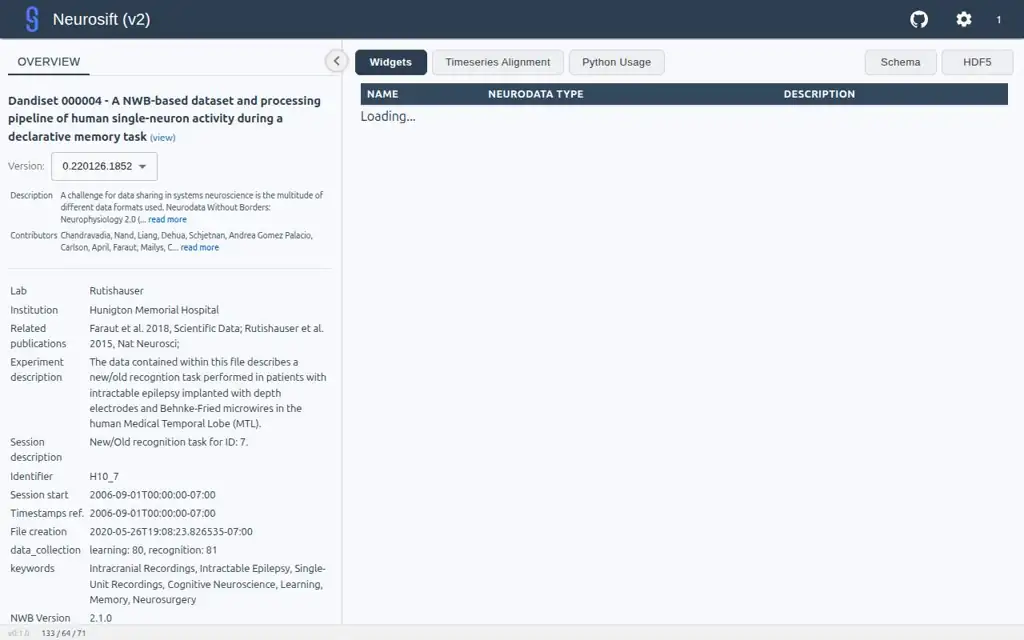 Neurosift (v2)
1
OVERVIEW
Widgets
Timeseries Alignment
Python Usage
Schema
HDF5
NAME
NEURODATA TYPE
DESCRIPTION
Loading...
Dandiset 000004 - A NWB-based dataset and processing
pipeline of human single-neuron activity during a
declarative memory task (view)
Version: 0.220126.1852
Description A challenge for data sharing in systems neuroscience is the multitude of
different data formats used. Neurodata Without Borders:
Neurophysiology 2.0 (... read more
Contributors Chandravadia, Nand, Liang, Dehua, Schjetnan, Andrea Gomez Palacio,
Carlson, April, Faraut, Mailys, C... read more
Lab Rutishauser
Institution Hunigton Memorial Hospital
Related Faraut et al. 2018, Scientific Data; Rutishauser et al.
publications 2015, Nat Neurosci;
Experiment The data contained within this file describes a
description new/old recogntion task performed in patients with
intractable epilepsy implanted with depth
electrodes and Behnke-Fried microwires in the
human Medical Temporal Lobe (MTL).
Session New/Old recognition task for ID: 7.
description
Identifier H10_7
Session start 2006-09-01T00:00:00-07:00
Timestamps ref. 2006-09-01T00:00:00-07:00
File creation 2020-05-26T19:08:23.826535-07:00
data_collection learning: 80, recognition: 81
keywords Intracranial Recordings, Intractable Epilepsy, Single-
Unit Recordings, Cognitive Neuroscience, Learning,
Memory, Neurosurgery
NWB Version 2.1.0
v0.1.0 133 / 64 / 71